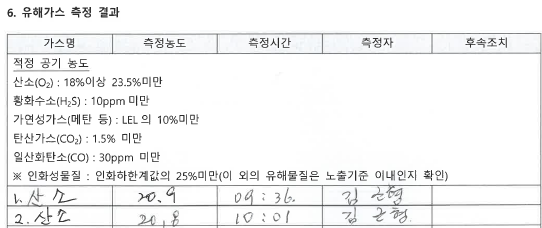 6. 유해가스 측정 결과
가스명 측정농도 측정시간 측정자 후속조치
적정 공기 농도
산소(O₂) : 18%이상 23.5%미만
황화수소(H₂S) : 10ppm 미만
가연성가스(메탄 등) : LEL의 10%미만
탄산가스(CO₂) : 1.5% 미만
일산화탄소(CO) : 30ppm 미만
※ 인화성물질 : 인화하한계값의 25%미만(이 외의 유해물질은 노출기준 이내인지 확인)
1. 산소 20.9 09:36 김근형
2. 산소 20.8 10:01 김근형